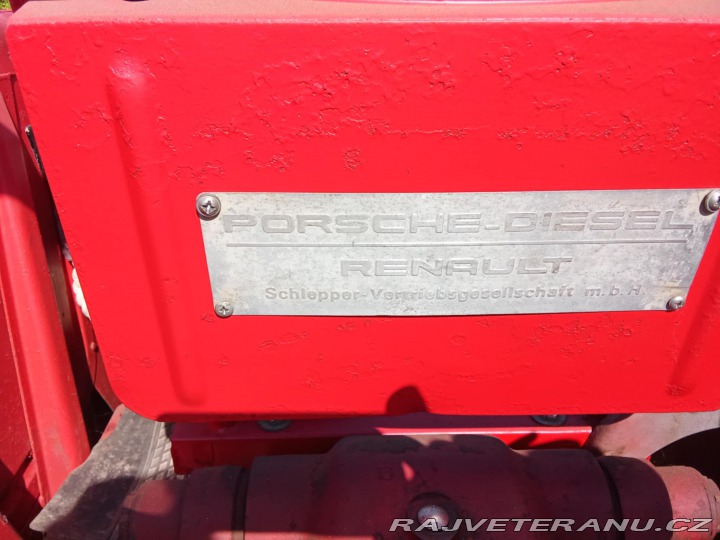 PORSCHE-DIESEL
RENAULT
Schlepper-Vertriebsgesellschaft m.b.H
RAJVETERANU.CZ